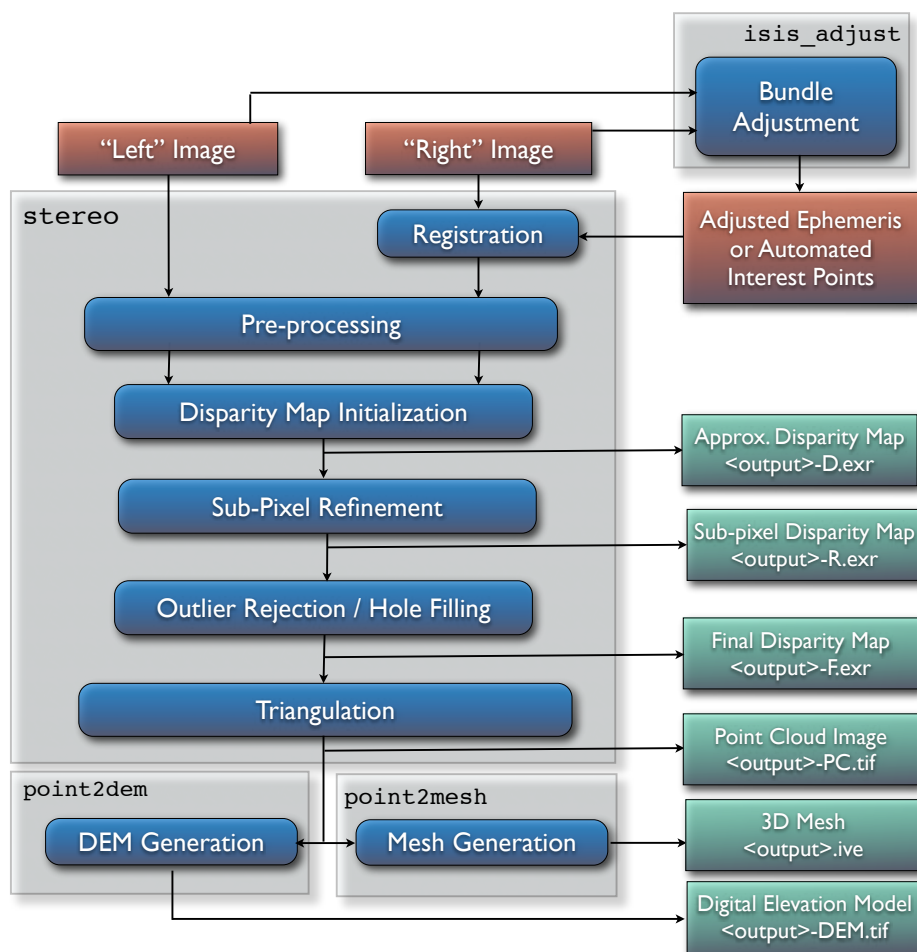 isis_adjust
Bundle
Adjustment
“Left” Image
“Right” Image
stereo
Registration
Adjusted Ephemeris
or Automated
Interest Points
Pre-processing
Disparity Map Initialization
Approx. Disparity Map
<output>-D.exr
Sub-Pixel Refinement
Sub-pixel Disparity Map
<output>-R.exr
Outlier Rejection / Hole Filling
Final Disparity Map
<output>-F.exr
Triangulation
Point Cloud Image
<output>-PC.tif
point2dem
point2mesh
DEM Generation
Mesh Generation
3D Mesh
<output>.ive
Digital Elevation Model
<output>-DEM.tif